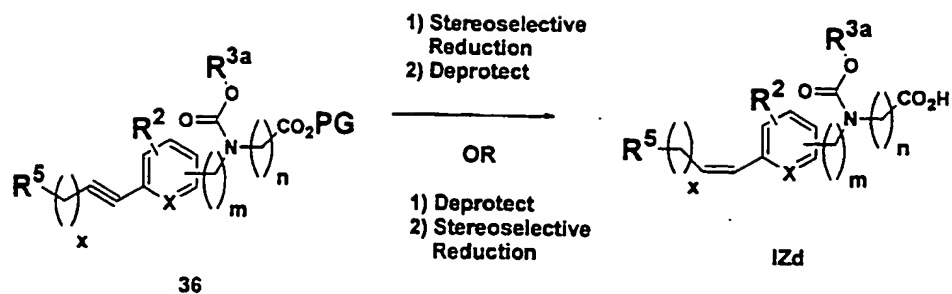 1) Stereoselective
Reduction
2) Deprotect
OR
1) Deprotect
2) Stereoselective
Reduction
R3a
O
O
R2
N
CO2PG
n
m
R5
x
X
36
R3a
O
O
R2
N
CO2H
n
m
R5
x
X
IZd